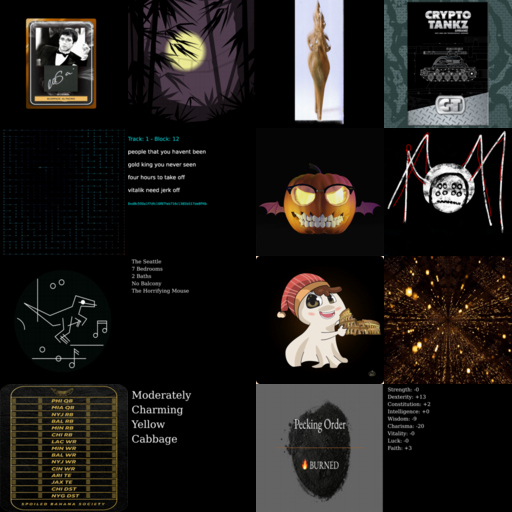 CRYPTO
TANKZ
Track: 1 - Block: 12
people that you havent been
gold king you never seen
four hours to take off
vitalik need jerk off
The Seattle
7 Bedrooms
2 Baths
No Balcony
The Horrifying Mouse
PHI QB
MIA QB
NYJ RB
BAL RB
MIN RB
CHI RB
LAC WR
MIN WR
BAL WR
NYJ WR
CIN WR
ARI TE
JAX TE
CHI DST
NYG DST
SPOILED BANANA SOCIETY
Moderately
Charming
Yellow
Cabbage
Pecking Order
BURNED
Strength: -0
Dexterity: +13
Constitution: +2
Intelligence: +0
Wisdom: -9
Charisma: -20
Vitality: -0
Luck: -0
Faith: +3